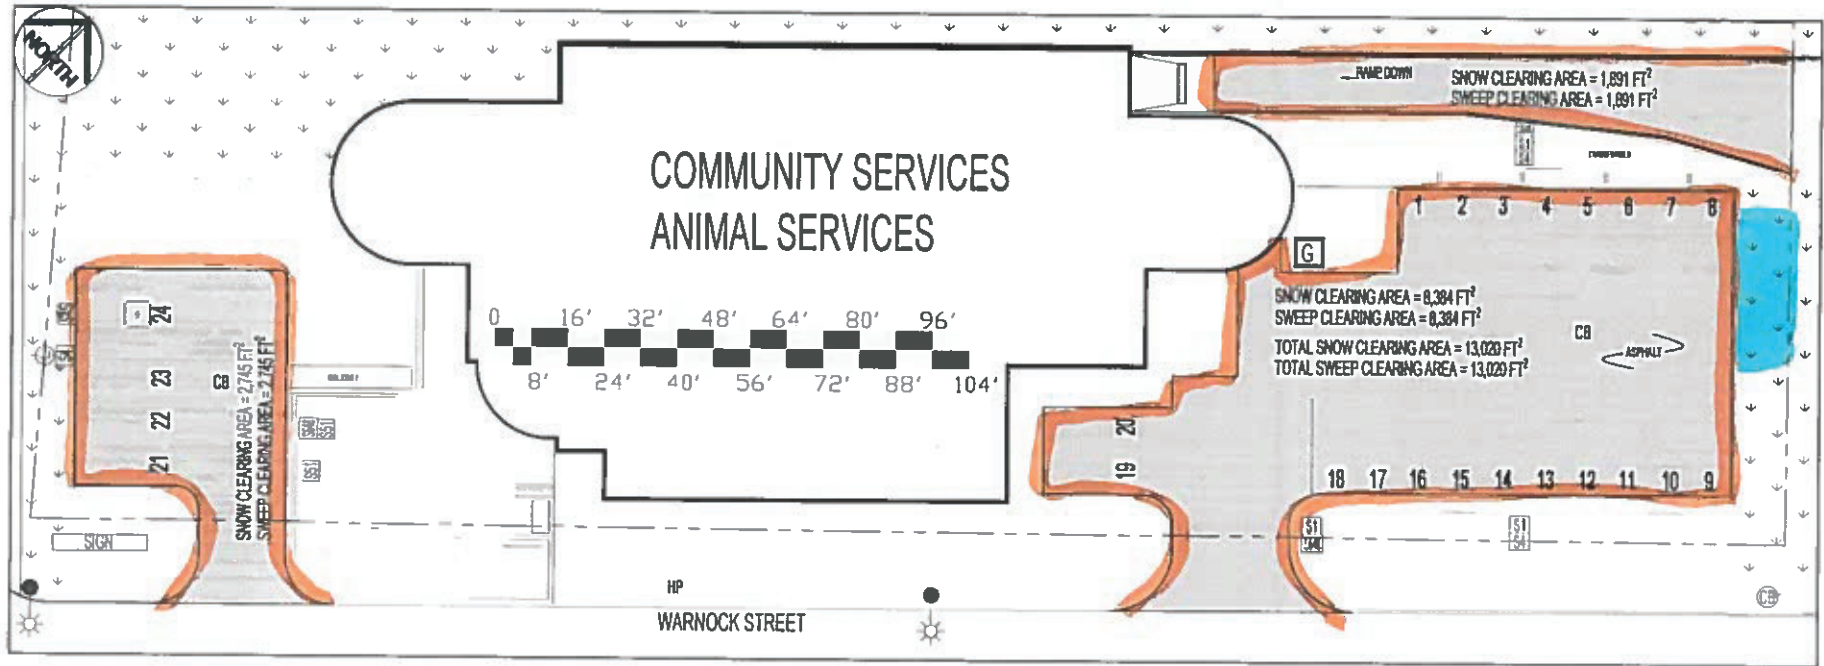 NORTH
RAMP DOWN
SNOW CLEARING AREA = 1,891 FT²
SWEEP CLEARING AREA = 1,891 FT²
COMMUNITY SERVICES
ANIMAL SERVICES
1 2 3 4 5 6 7 8
G
SNOW CLEARING AREA = 8,384 FT²
SWEEP CLEARING AREA = 8,384 FT²
TOTAL SNOW CLEARING AREA = 13,020 FT²
TOTAL SWEEP CLEARING AREA = 13,020 FT²
CB
ASPHALT
0 16' 32' 48' 64' 80' 96'
8' 24' 40' 56' 72' 88' 104'
24
23
22
21
CB
SNOW CLEARING AREA = 2,745 FT²
SWEEP CLEARING AREA = 2,745 FT²
20
19
18 17 16 15 14 13 12 11 10 9
S51
S1
S1
SIGN
HP
WARNOCK STREET
CB